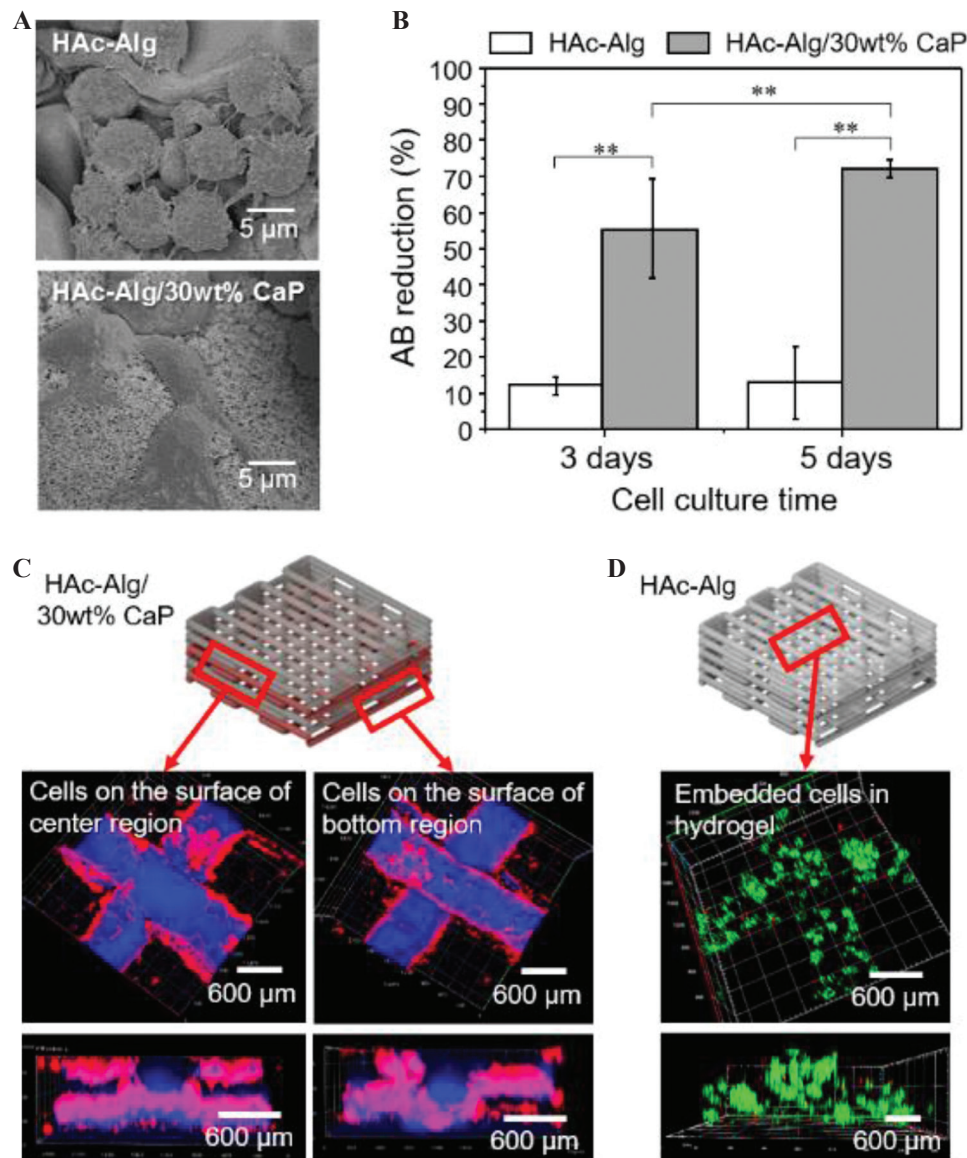 A
HAc-Alg
5 µm
HAc-Alg/30wt% CaP
5 µm
B
HAc-Alg
HAc-Alg/30wt% CaP
AB reduction (%)
100
90
80
70
60
50
40
30
20
10
0
**
**
**
3 days
5 days
Cell culture time
C
HAc-Alg/
30wt% CaP
Cells on the surface of
center region
600 µm
Cells on the surface of
bottom region
600 µm
600 µm
600 µm
D
HAc-Alg
Embedded cells in
hydrogel
600 µm
600 µm